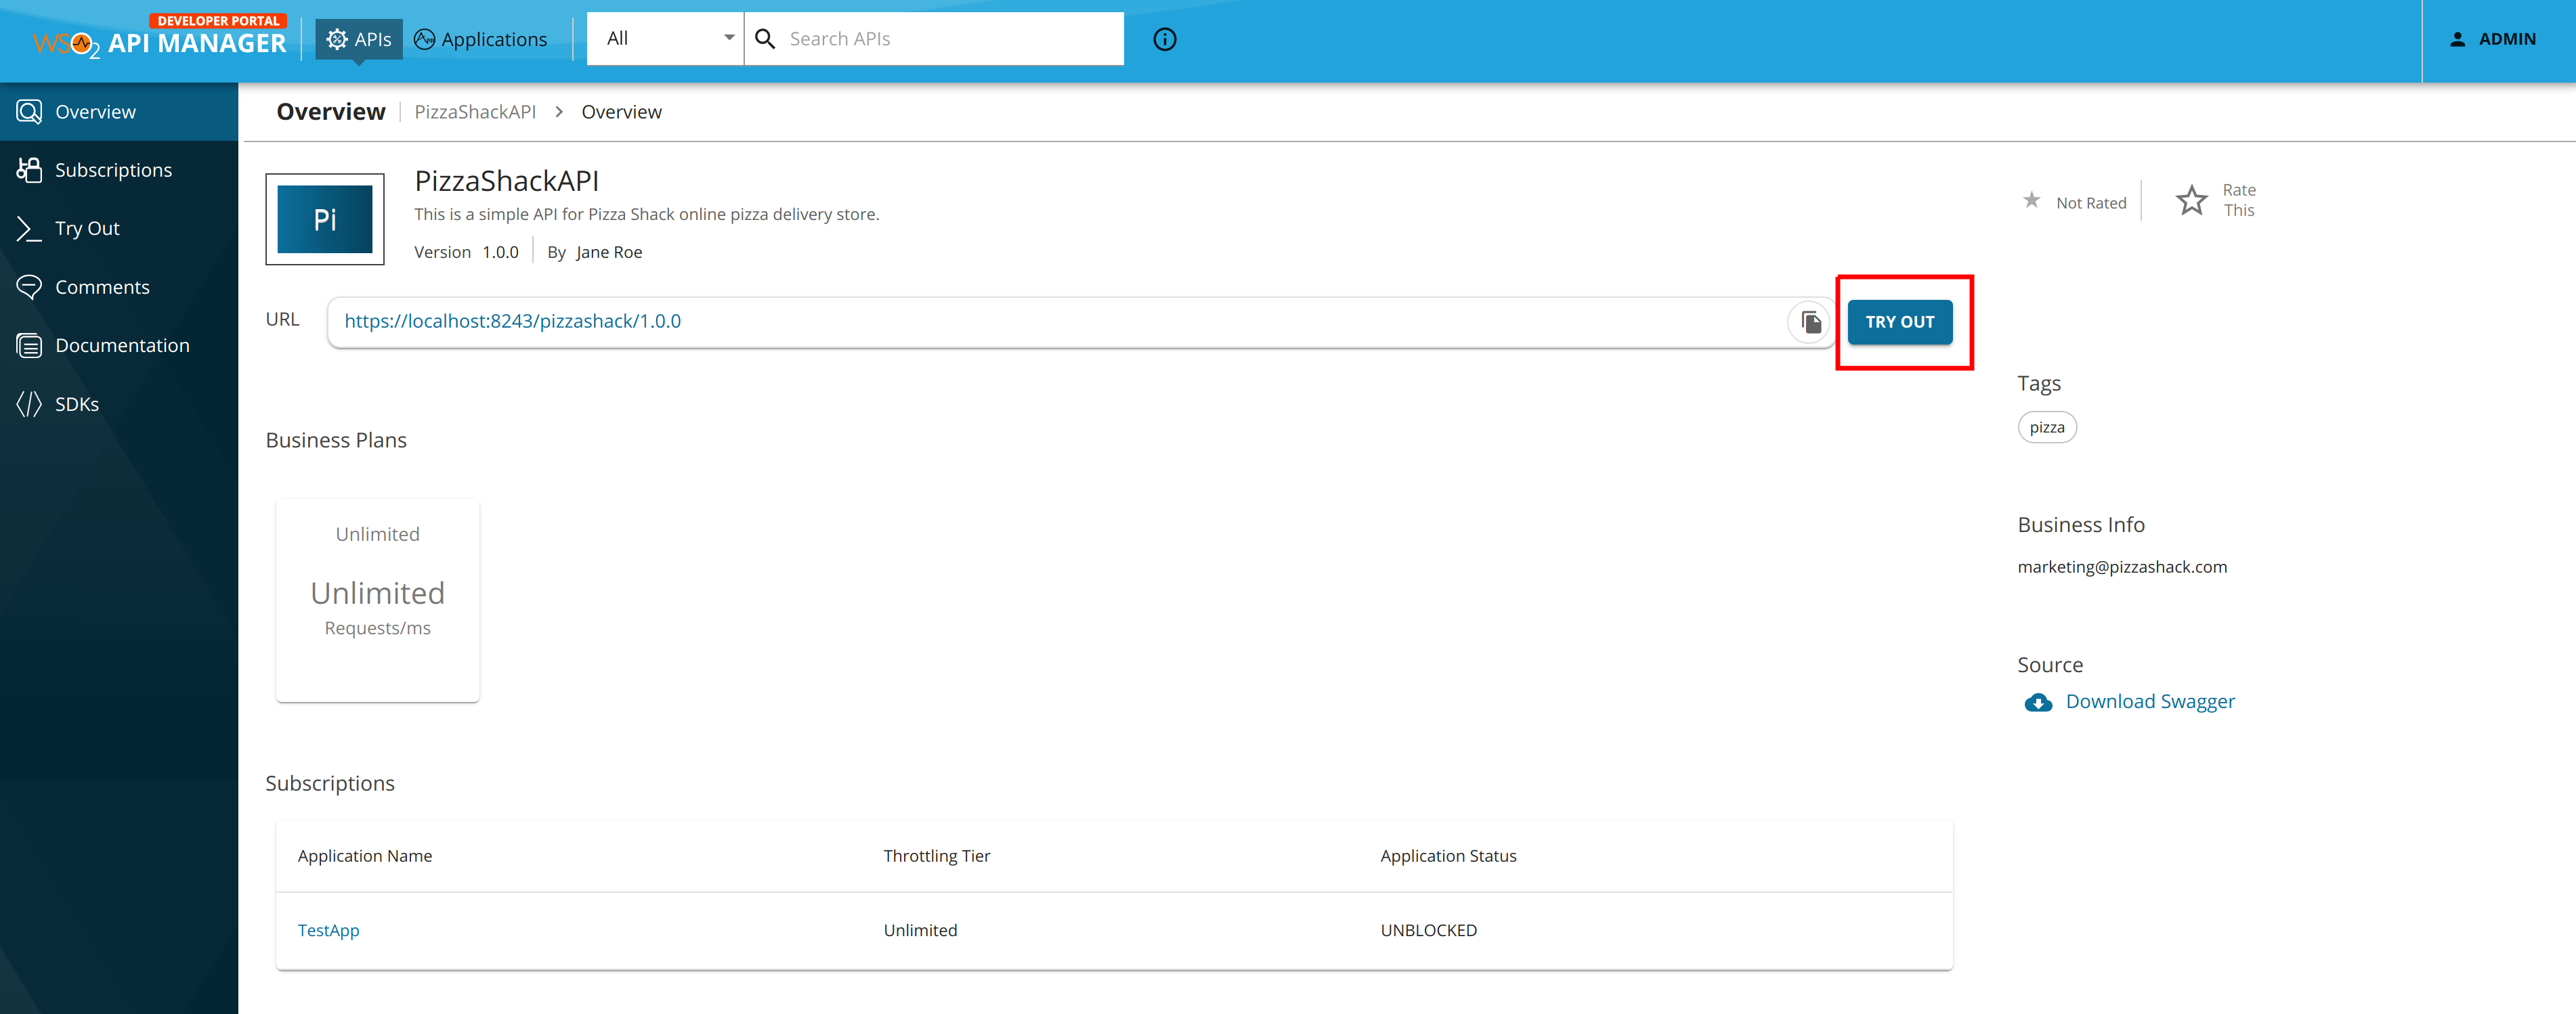 DEVELOPER PORTAL
WSO2 API MANAGER
APIs
Applications
All
Search APIs
ADMIN
Overview
Subscriptions
Try Out
Comments
Documentation
SDKs
Overview
PizzaShackAPI > Overview
Pi
PizzaShackAPI
This is a simple API for Pizza Shack online pizza delivery store.
Version 1.0.0
By Jane Roe
Not Rated
Rate
This
URL
https://localhost:8243/pizzashack/1.0.0
TRY OUT
Tags
pizza
Business Info
marketing@pizzashack.com
Source
Download Swagger
Business Plans
Unlimited
Unlimited
Requests/ms
Subscriptions
Application Name Throttling Tier Application Status
TestApp Unlimited UNBLOCKED